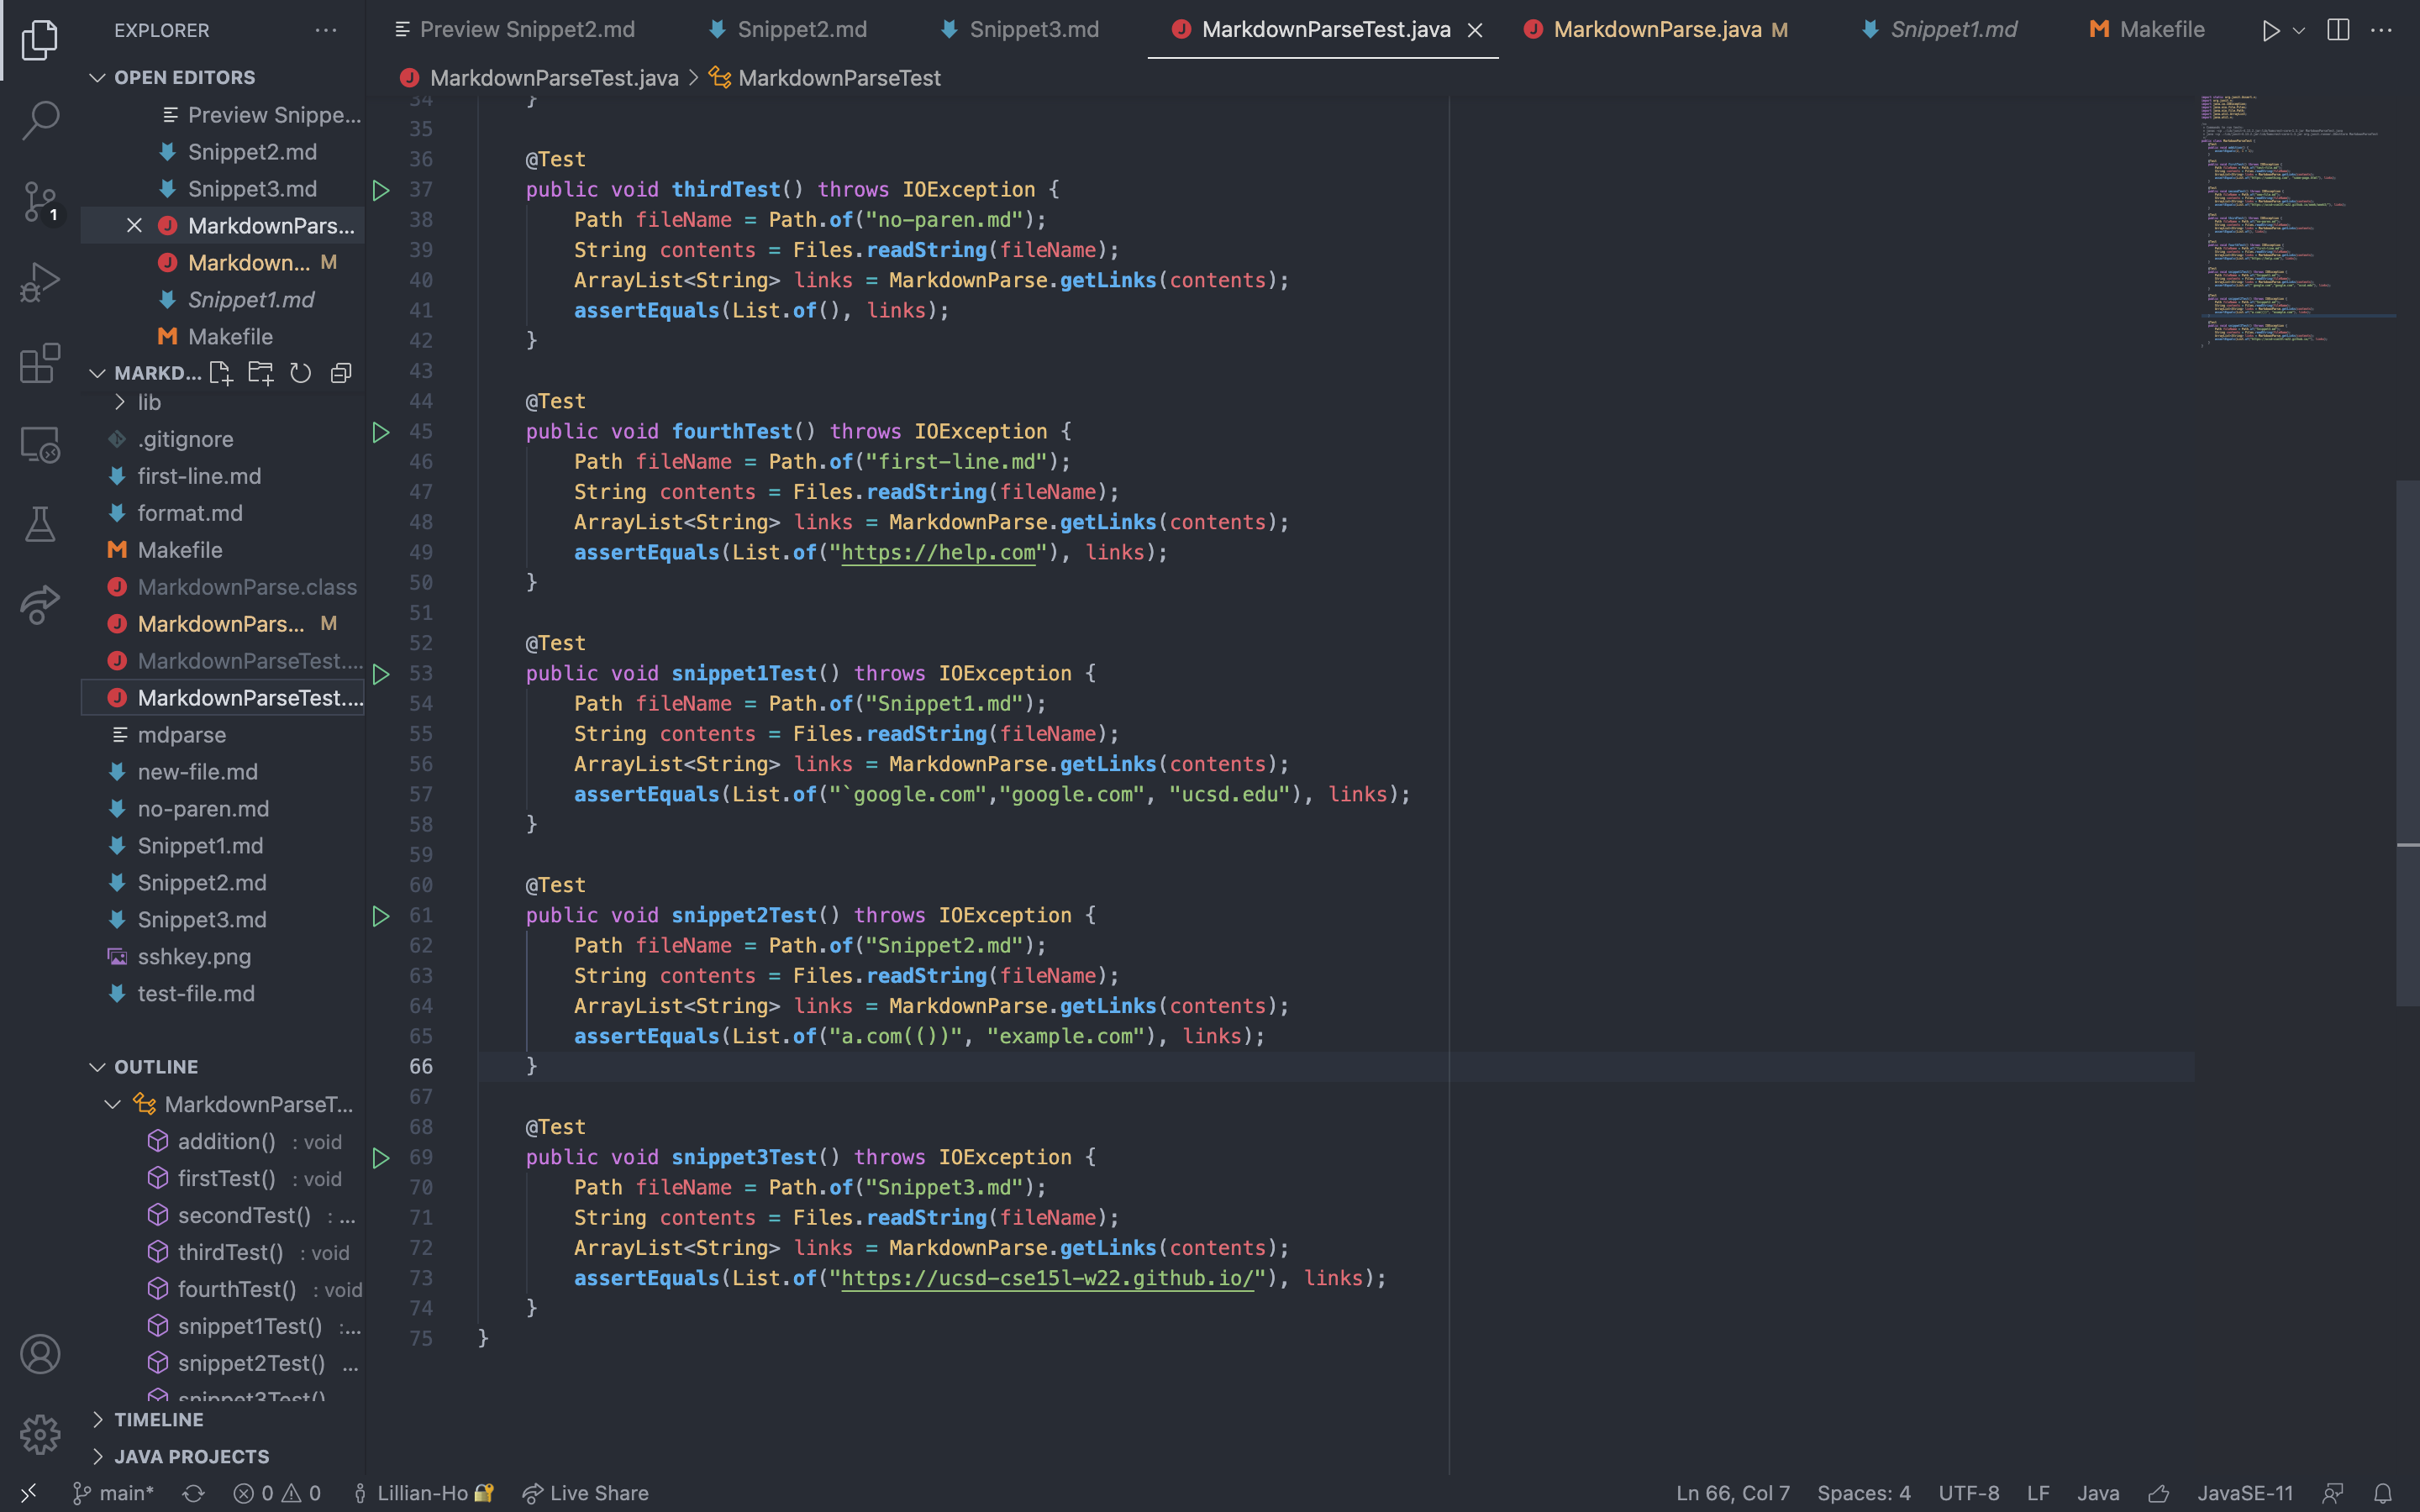 EXPLORER
OPEN EDITORS
Preview Snippe...
Snippet2.md
Snippet3.md
MarkdownPars...
Markdown... M
Snippet1.md
Makefile
MARKD...
lib
.gitignore
first-line.md
format.md
Makefile
MarkdownParse.class
MarkdownPars... M
MarkdownParseTest....
MarkdownParseTest....
mdparse
new-file.md
no-paren.md
Snippet1.md
Snippet2.md
Snippet3.md
sshkey.png
test-file.md
OUTLINE
MarkdownParseT...
addition() : void
firstTest() : void
secondTest() : ...
thirdTest() : void
fourthTest() : void
snippet1Test() :...
snippet2Test() ...
snippet3Test()
TIMELINE
JAVA PROJECTS
1
Preview Snippet2.md Snippet2.md Snippet3.md MarkdownParseTest.java MarkdownParse.java M Snippet1.md Makefile
MarkdownParseTest.java > MarkdownParseTest
34 }
35
36 @Test
37 public void thirdTest() throws IOException {
38 Path fileName = Path.of("no-paren.md");
39 String contents = Files.readString(fileName);
40 ArrayList<String> links = MarkdownParse.getLinks(contents);
41 assertEquals(List.of(), links);
42 }
43
44 @Test
45 public void fourthTest() throws IOException {
46 Path fileName = Path.of("first-line.md");
47 String contents = Files.readString(fileName);
48 ArrayList<String> links = MarkdownParse.getLinks(contents);
49 assertEquals(List.of("https://help.com"), links);
50 }
51
52 @Test
53 public void snippet1Test() throws IOException {
54 Path fileName = Path.of("Snippet1.md");
55 String contents = Files.readString(fileName);
56 ArrayList<String> links = MarkdownParse.getLinks(contents);
57 assertEquals(List.of("`google.com","google.com", "ucsd.edu"), links);
58 }
59
60 @Test
61 public void snippet2Test() throws IOException {
62 Path fileName = Path.of("Snippet2.md");
63 String contents = Files.readString(fileName);
64 ArrayList<String> links = MarkdownParse.getLinks(contents);
65 assertEquals(List.of("a.com(())", "example.com"), links);
66 }
67
68 @Test
69 public void snippet3Test() throws IOException {
70 Path fileName = Path.of("Snippet3.md");
71 String contents = Files.readString(fileName);
72 ArrayList<String> links = MarkdownParse.getLinks(contents);
73 assertEquals(List.of("https://ucsd-cse15l-w22.github.io/"), links);
74 }
75 }
main* 0 0 Lillian-Ho Live Share Ln 66, Col 7 Spaces: 4 UTF-8 LF Java JavaSE-11